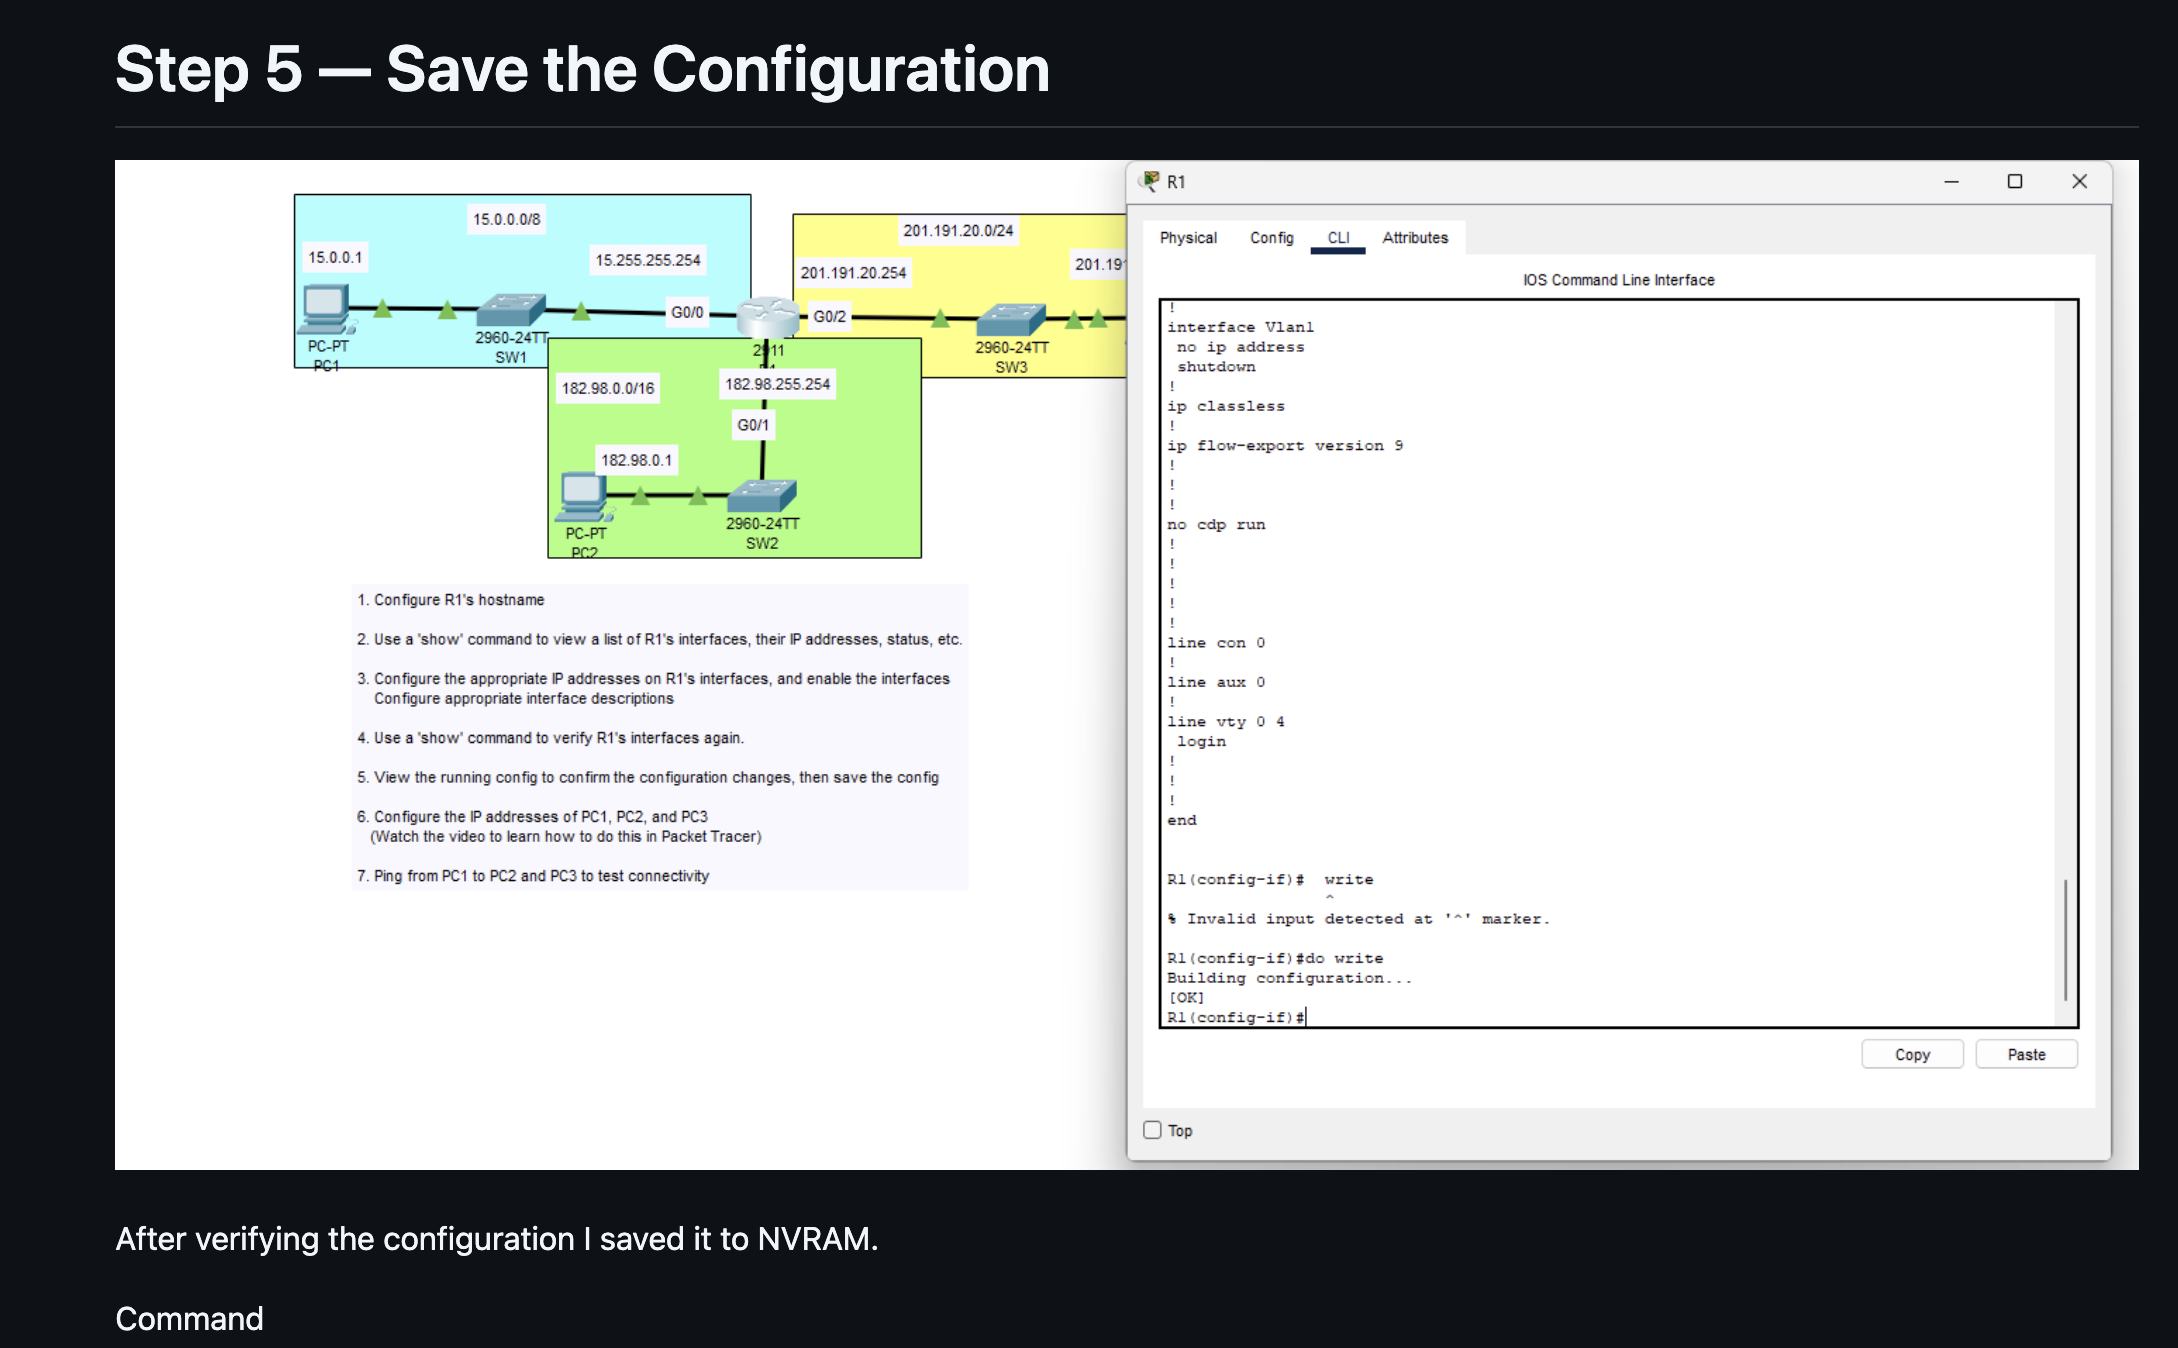 Step 5 — Save the Configuration
15.0.0.0/8
15.0.0.1
15.255.255.254
G0/0
PC-PT
PC1
2960-24TT
SW1
201.191.20.0/24
201.191.20.254
201.19
G0/2
2911
2960-24TT
SW3
182.98.0.0/16
182.98.255.254
G0/1
182.98.0.1
PC-PT
PC2
2960-24TT
SW2
1. Configure R1's hostname
2. Use a 'show' command to view a list of R1's interfaces, their IP addresses, status, etc.
3. Configure the appropriate IP addresses on R1's interfaces, and enable the interfaces
Configure appropriate interface descriptions
4. Use a 'show' command to verify R1's interfaces again.
5. View the running config to confirm the configuration changes, then save the config
6. Configure the IP addresses of PC1, PC2, and PC3
(Watch the video to learn how to do this in Packet Tracer)
7. Ping from PC1 to PC2 and PC3 to test connectivity
R1
Physical Config CLI Attributes
IOS Command Line Interface
!
interface Vlan1
no ip address
shutdown
!
ip classless
!
ip flow-export version 9
!
!
!
no cdp run
!
!
!
!
!
line con 0
!
line aux 0
!
line vty 0 4
login
!
!
!
end
R1(config-if)#  write
^
% Invalid input detected at '^' marker.
R1(config-if)#do write
Building configuration...
[OK]
R1(config-if)#
Copy Paste
Top
After verifying the configuration I saved it to NVRAM.
Command